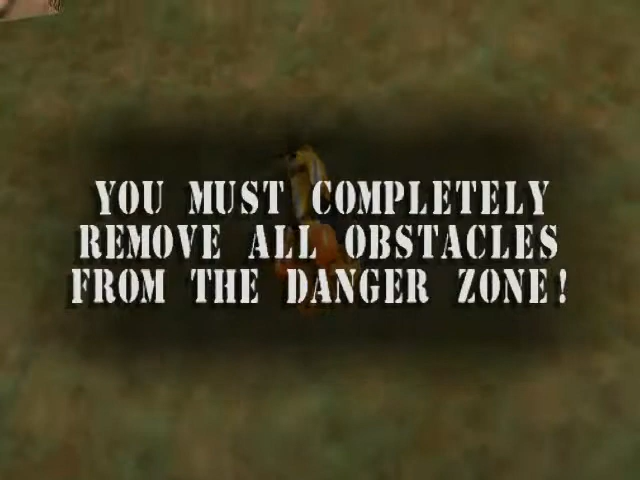 YOU MUST COMPLETELY
REMOVE ALL OBSTACLES
FROM THE DANGER ZONE!